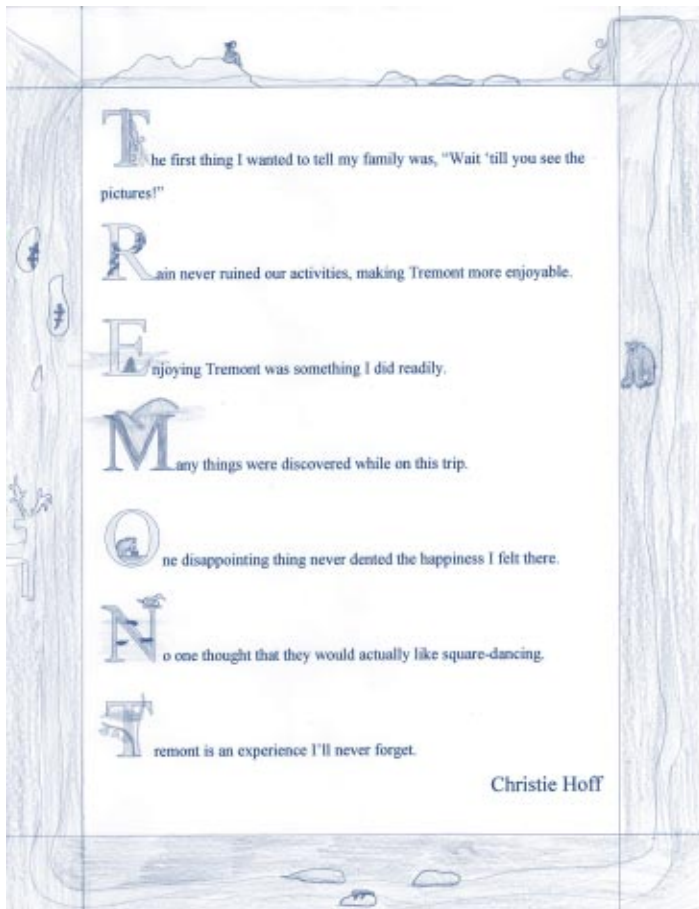 The first thing I wanted to tell my family was, “Wait ‘till you see the
pictures!”
Rain never ruined our activities, making Tremont more enjoyable.
Enjoying Tremont was something I did readily.
Many things were discovered while on this trip.
One disappointing thing never dented the happiness I felt there.
No one thought that they would actually like square-dancing.
Tremont is an experience I’ll never forget.
Christie Hoff